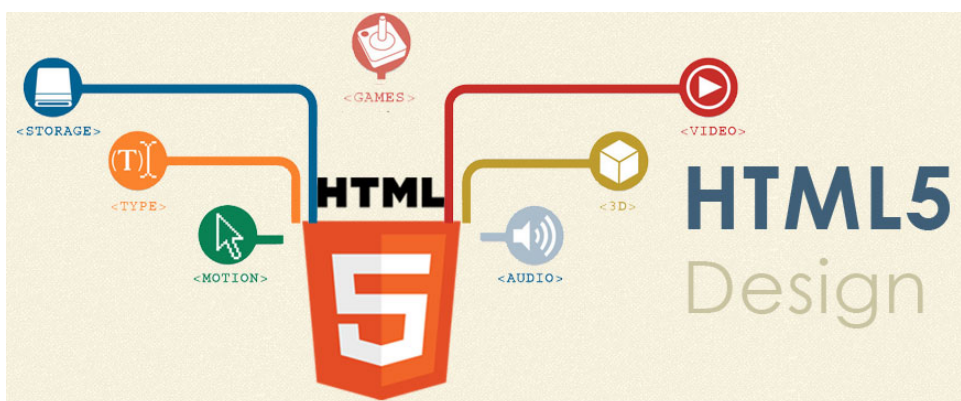 <GAMES>
<STORAGE>
<VIDEO>
(T)
<TYPE>
<3D>
<MOTION>
<AUDIO>
HTML
5
HTML5
Design